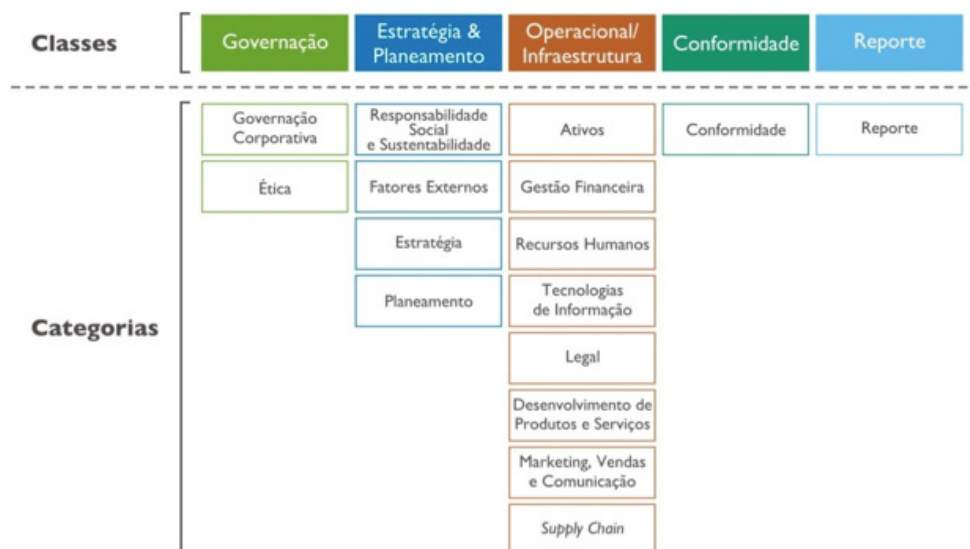 Classes
Governação
Estratégia &
Planeamento
Operacional/
Infraestrutura
Conformidade
Reporte
Categorias
Governação
Corporativa
Ética
Responsabilidade
Social
e Sustentabilidade
Fatores Externos
Estratégia
Planeamento
Ativos
Gestão Financeira
Recursos Humanos
Tecnologias
de Informação
Legal
Desenvolvimento de
Produtos e Serviços
Marketing, Vendas
e Comunicação
Supply Chain
Conformidade
Reporte